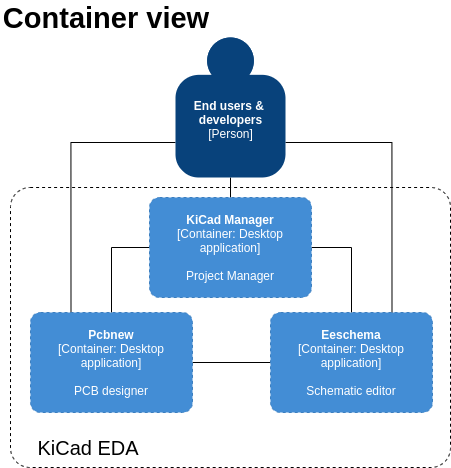 Container view
End users &
developers
[Person]
KiCad Manager
[Container: Desktop
application]
Project Manager
Pcbnew
[Container: Desktop
application]
PCB designer
Eeschema
[Container: Desktop
application]
Schematic editor
KiCad EDA